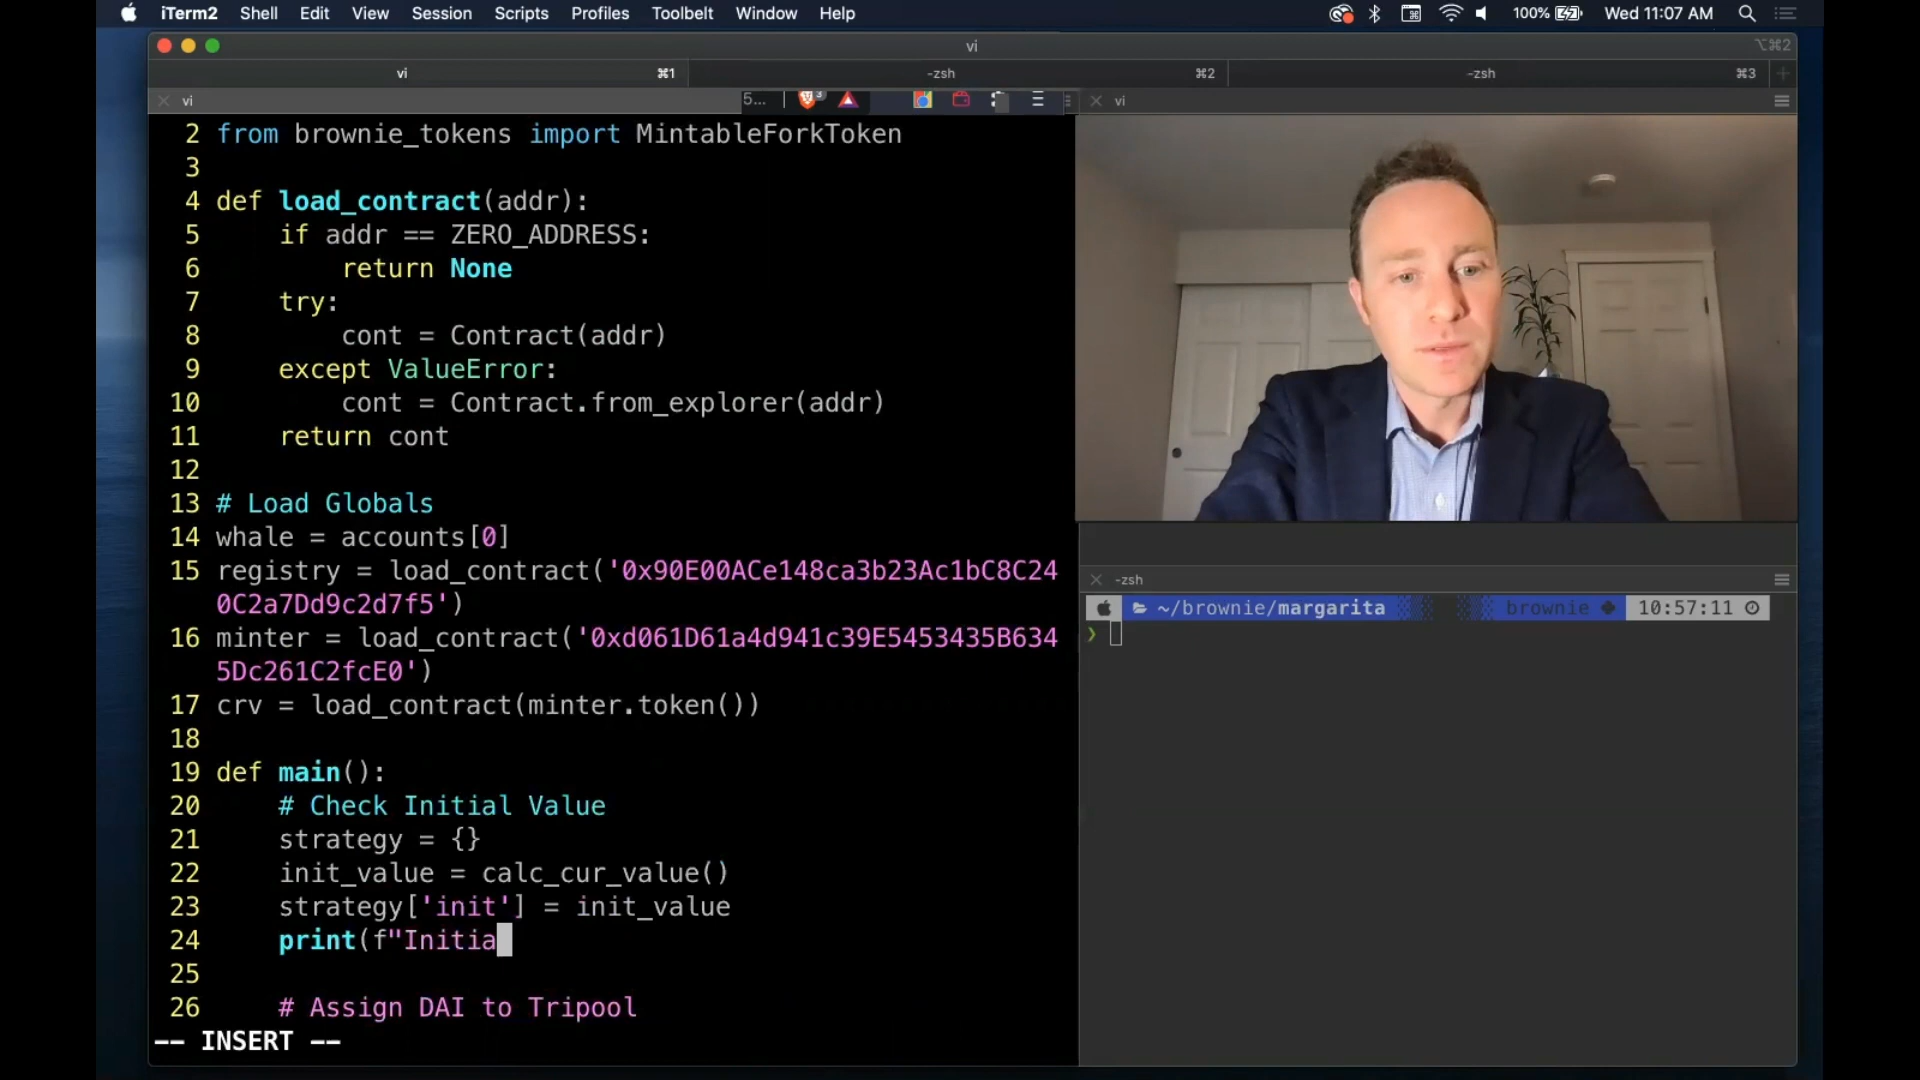 iTerm2 Shell Edit View Session Scripts Profiles Toolbelt Window Help 100% Wed 11:07 AM
vi ⌥⌘2
vi ⌘1 -zsh ⌘2 -zsh ⌘3
vi 5... 3 vi
2 from brownie_tokens import MintableForkToken
3
4 def load_contract(addr):
5     if addr == ZERO_ADDRESS:
6         return None
7     try:
8         cont = Contract(addr)
9     except ValueError:
10         cont = Contract.from_explorer(addr)
11     return cont
12
13 # Load Globals
14 whale = accounts[0]
15 registry = load_contract('0x90E00ACe148ca3b23Ac1bC8C24
0C2a7Dd9c2d7f5')
16 minter = load_contract('0xd061D61a4d941c39E5453435B634
5Dc261C2fcE0')
17 crv = load_contract(minter.token())
18
19 def main():
20     # Check Initial Value
21     strategy = {}
22     init_value = calc_cur_value()
23     strategy['init'] = init_value
24     print(f"Initia
25
26     # Assign DAI to Tripool
-- INSERT --
-zsh
~/brownie/margarita brownie 10:57:11
❯